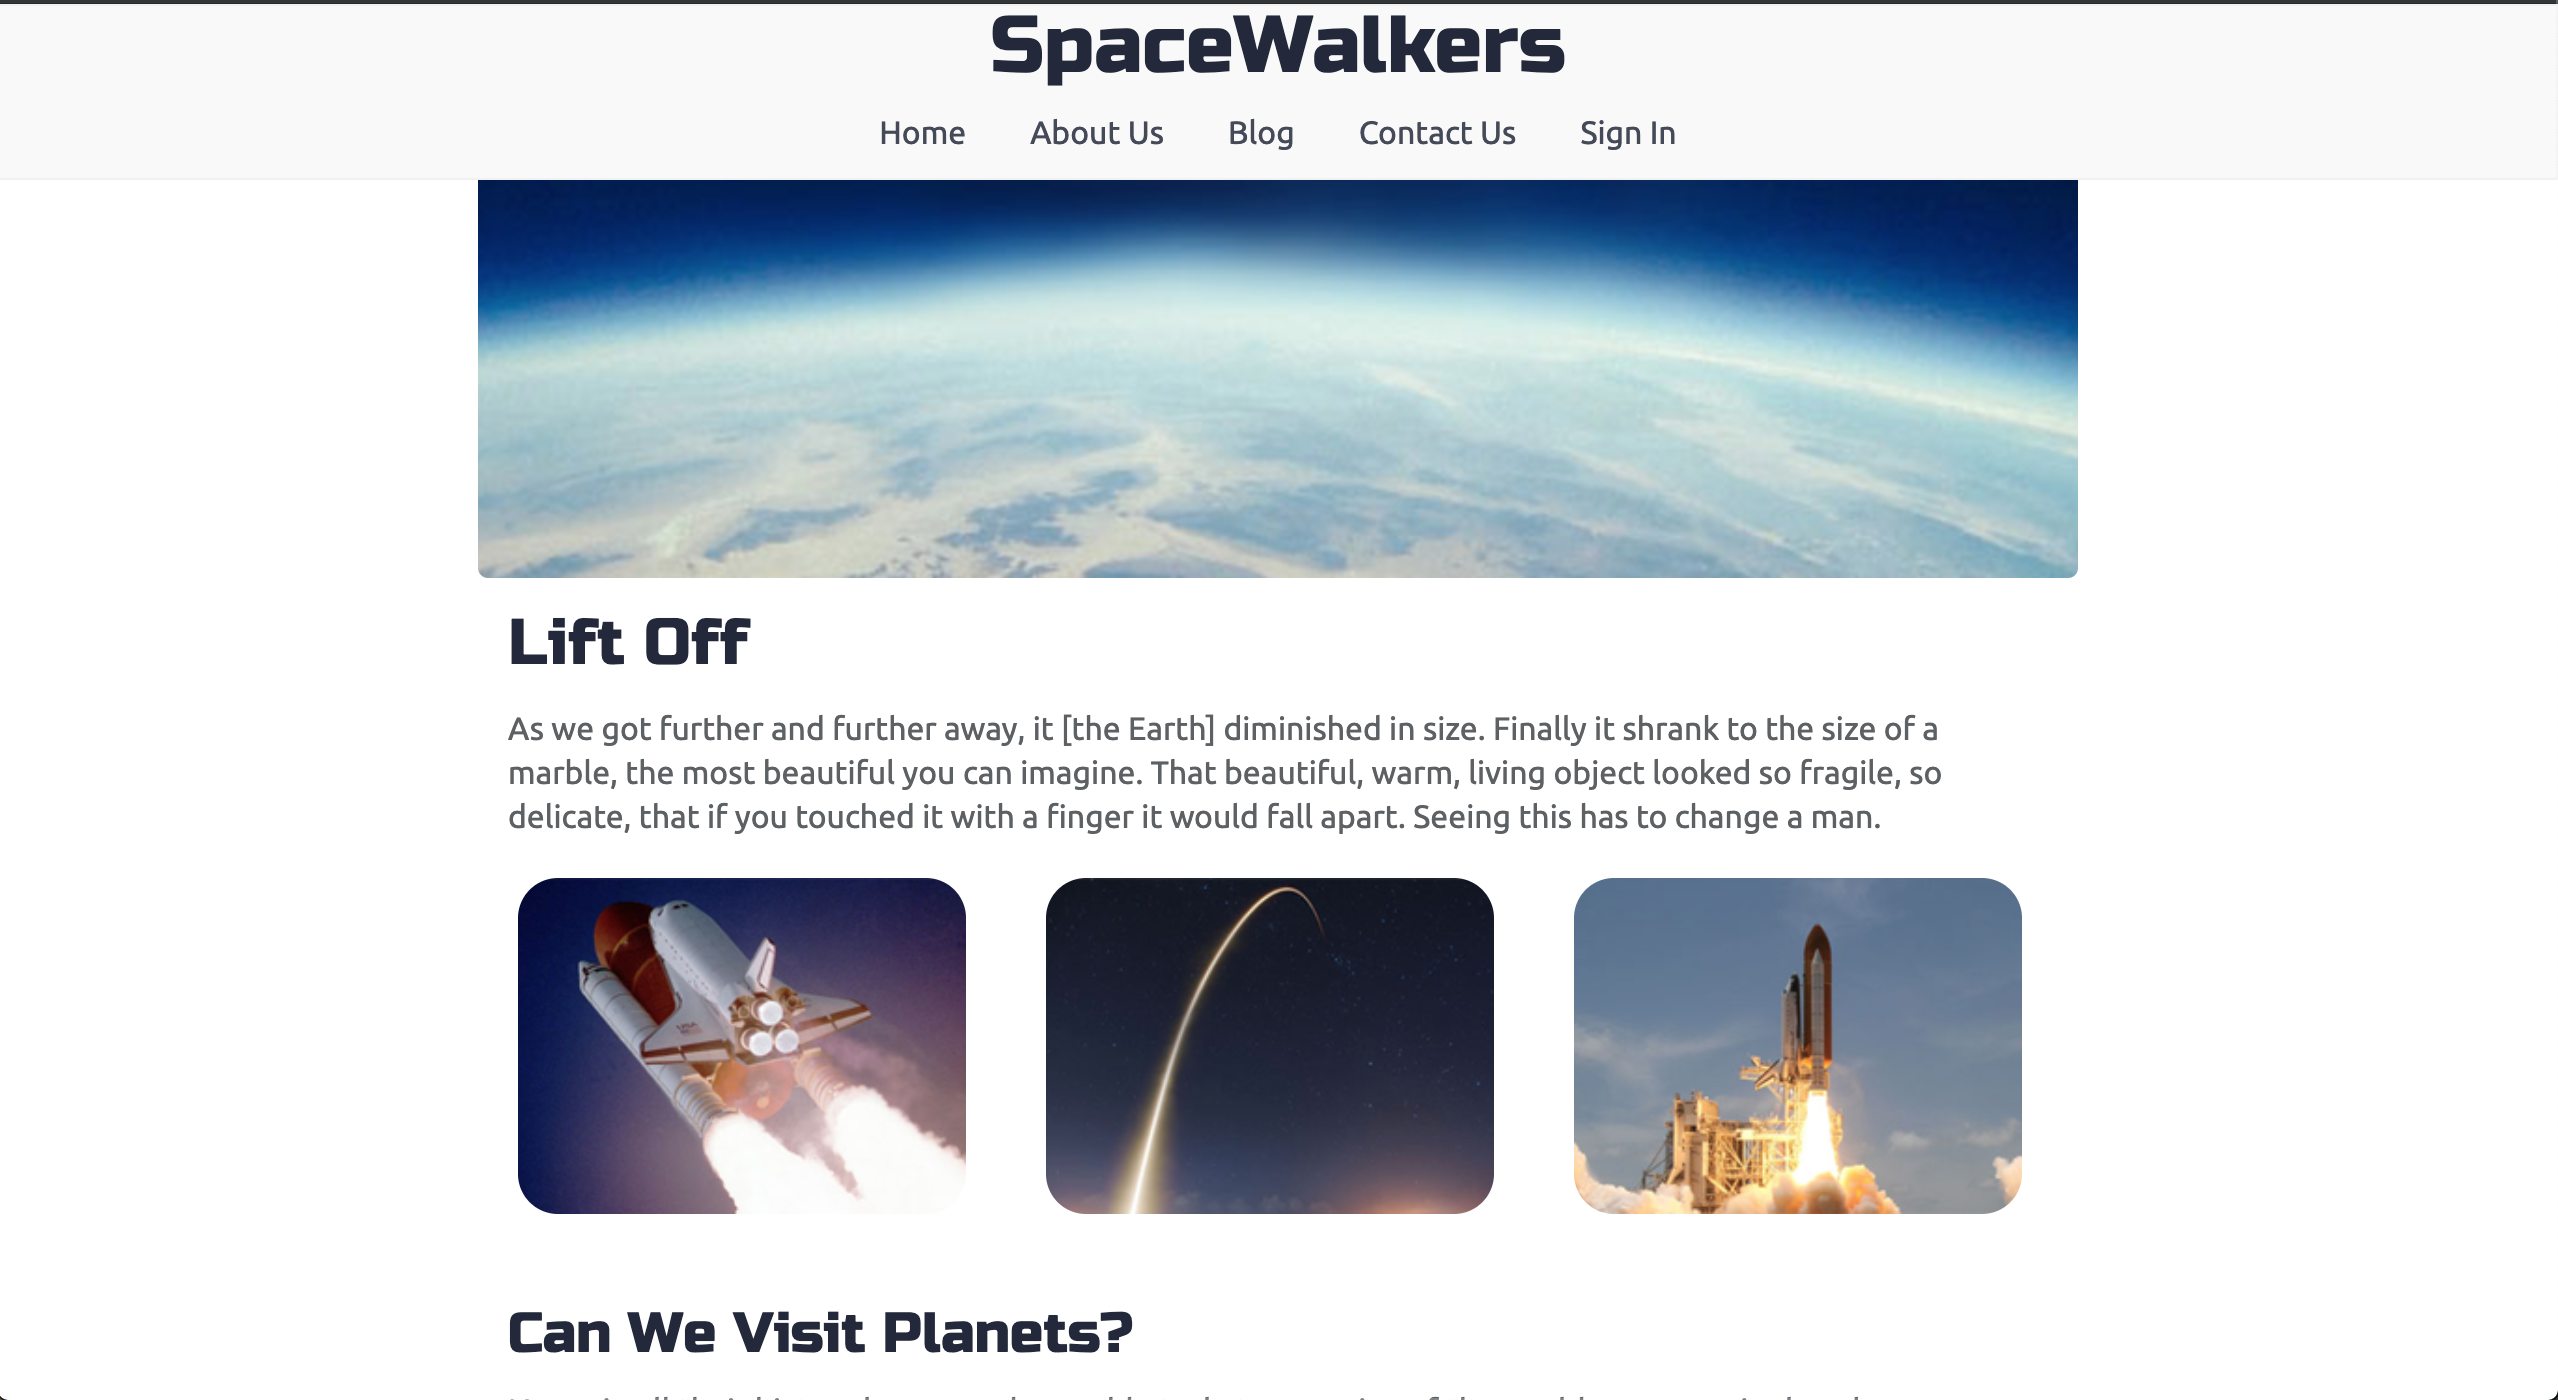 SpaceWalkers
Home About Us Blog Contact Us Sign In
Lift Off
As we got further and further away, it [the Earth] diminished in size. Finally it shrank to the size of a
marble, the most beautiful you can imagine. That beautiful, warm, living object looked so fragile, so
delicate, that if you touched it with a finger it would fall apart. Seeing this has to change a man.
Can We Visit Planets?